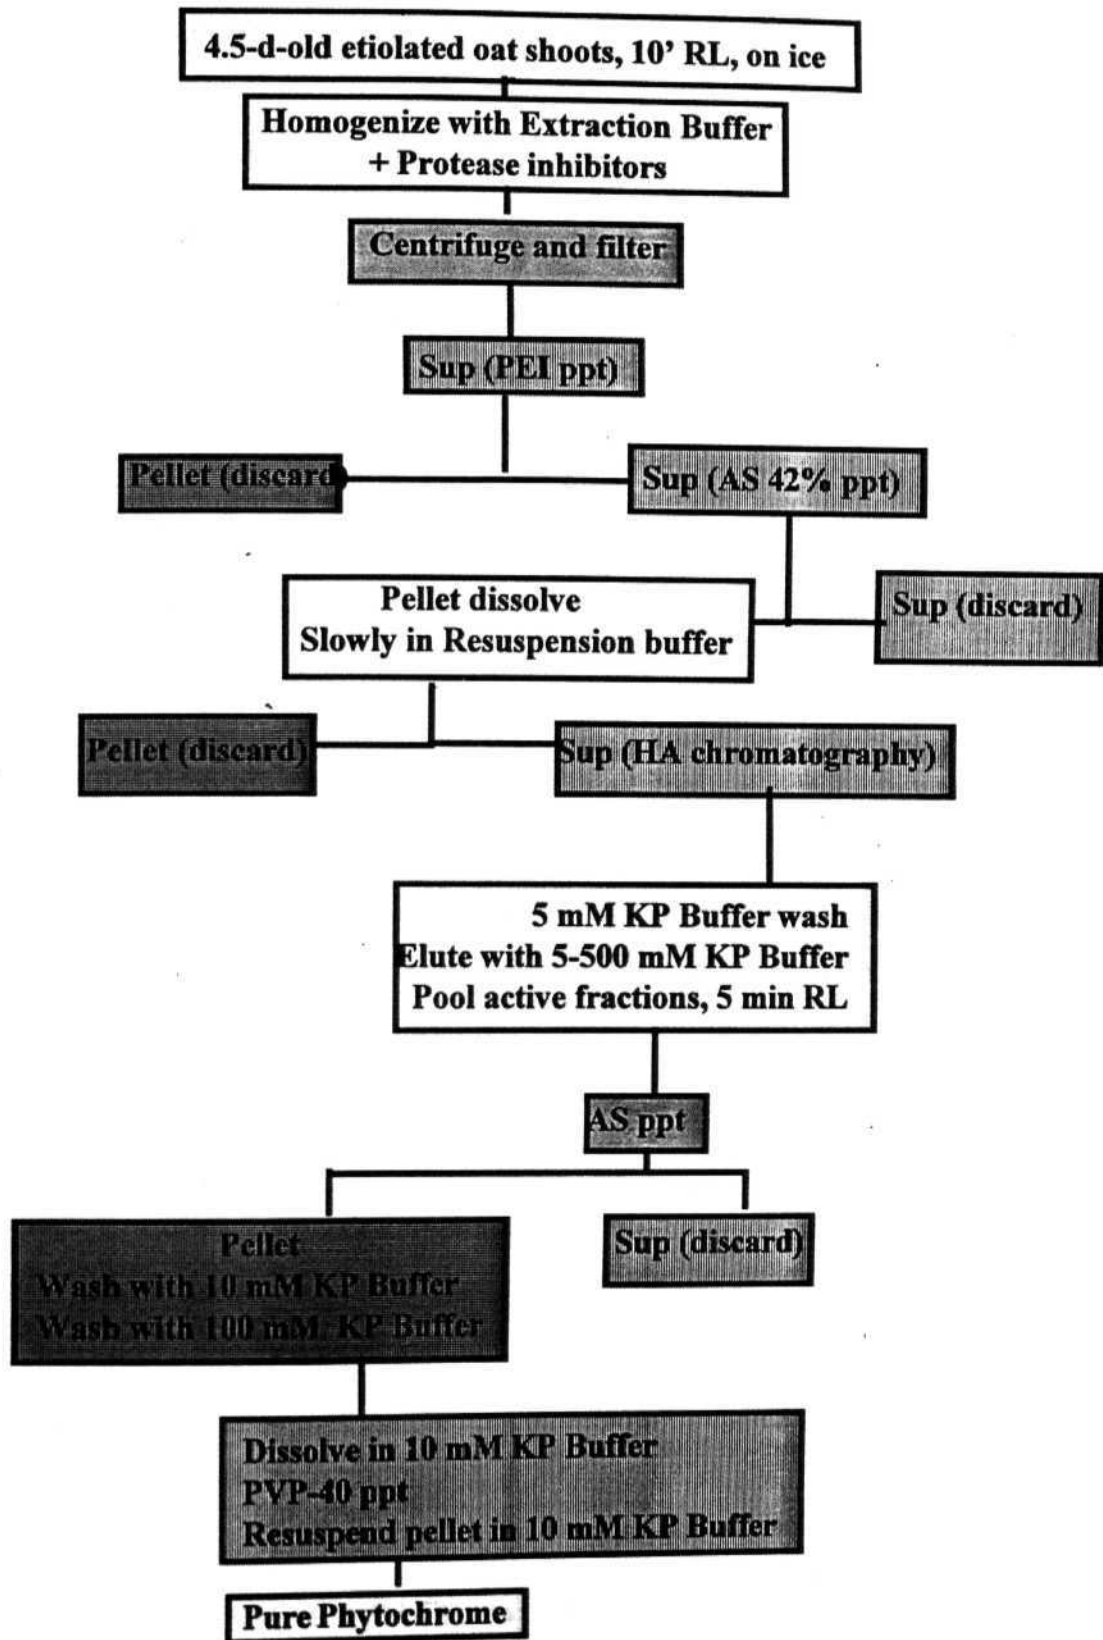 4.5-d-old etiolated oat shoots, 10’ RL, on ice
Homogenize with Extraction Buffer
+ Protease inhibitors
Centrifuge and filter
Sup (PEI ppt)
Pellet (discard)
Sup (AS 42% ppt)
Pellet dissolve
Slowly in Resuspension buffer
Sup (discard)
Pellet (discard)
Sup (HA chromatography)
5 mM KP Buffer wash
Elute with 5-500 mM KP Buffer
Pool active fractions, 5 min RL
AS ppt
Pellet
Wash with 10 mM KP Buffer
Wash with 100 mM. KP Buffer
Sup (discard)
Dissolve in 10 mM KP Buffer
PVP-40 ppt
Resuspend pellet in 10 mM KP Buffer
Pure Phytochrome